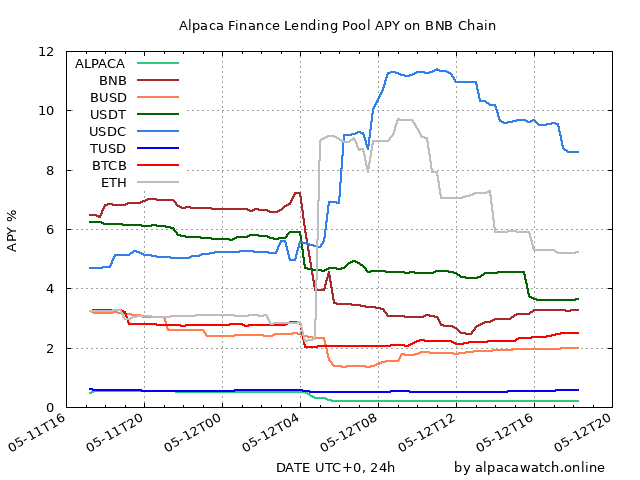 Alpaca Finance Lending Pool APY on BNB Chain
12
10
8
6
4
2
0
APY %
ALPACA
BNB
BUSD
USDT
USDC
TUSD
BTCB
ETH
05-11T16
05-11T20
05-12T00
05-12T04
05-12T08
05-12T12
05-12T16
05-12T20
DATE UTC+0, 24h
by alpacawatch.online